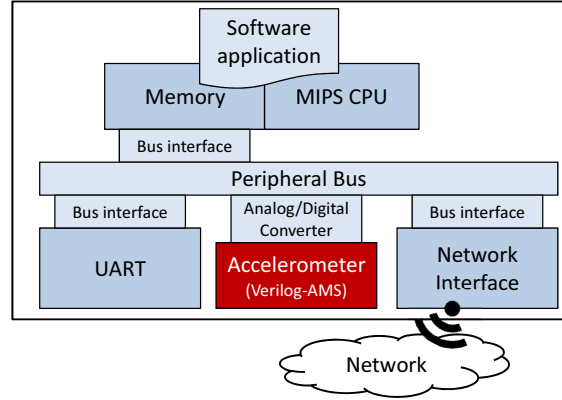 Software
application
Memory
MIPS CPU
Bus interface
Peripheral Bus
Bus interface
Analog/Digital
Converter
Bus interface
UART
Accelerometer
(Verilog-AMS)
Network
Interface
Network